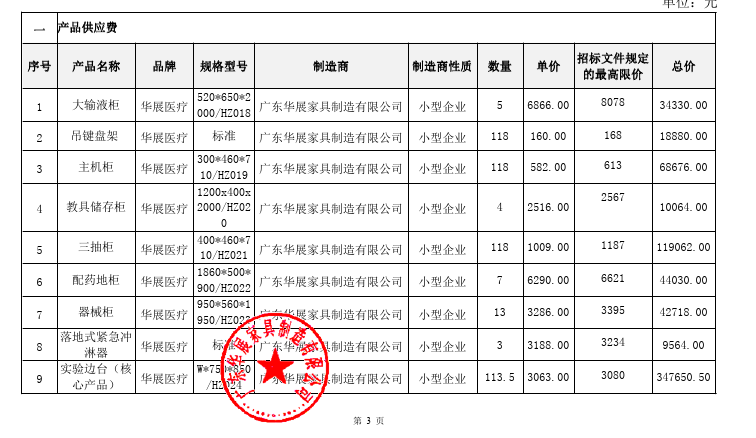 单位：元
一 产品供应费
序号 产品名称 品牌 规格型号 制造商 制造商性质 数量 单价 招标文件规定的最高限价 总价
1 大输液柜 华展医疗 520*650*2000/HZ018 广东华展家具制造有限公司 小型企业 5 6866.00 8078 34330.00
2 吊键盘架 华展医疗 标准 广东华展家具制造有限公司 小型企业 118 160.00 168 18880.00
3 主机柜 华展医疗 300*460*710/HZ019 广东华展家具制造有限公司 小型企业 118 582.00 613 68676.00
4 教具储存柜 华展医疗 1200x400x2000/HZ020 广东华展家具制造有限公司 小型企业 4 2516.00 2567 10064.00
5 三抽柜 华展医疗 400*460*710/HZ021 广东华展家具制造有限公司 小型企业 118 1009.00 1187 119062.00
6 配药地柜 华展医疗 1860*500*900/HZ022 广东华展家具制造有限公司 小型企业 7 6290.00 6621 44030.00
7 器械柜 华展医疗 950*560*1950/HZ023 广东华展家具制造有限公司 小型企业 13 3286.00 3395 42718.00
8 落地式紧急冲淋器 华展医疗 标准 广东华展家具制造有限公司 小型企业 3 3188.00 3234 9564.00
9 实验边台（核心产品） 华展医疗 W*750*850/HZ024 广东华展家具制造有限公司 小型企业 113.5 3063.00 3080 347650.50
广东华展家具制造有限公司
第 3 页